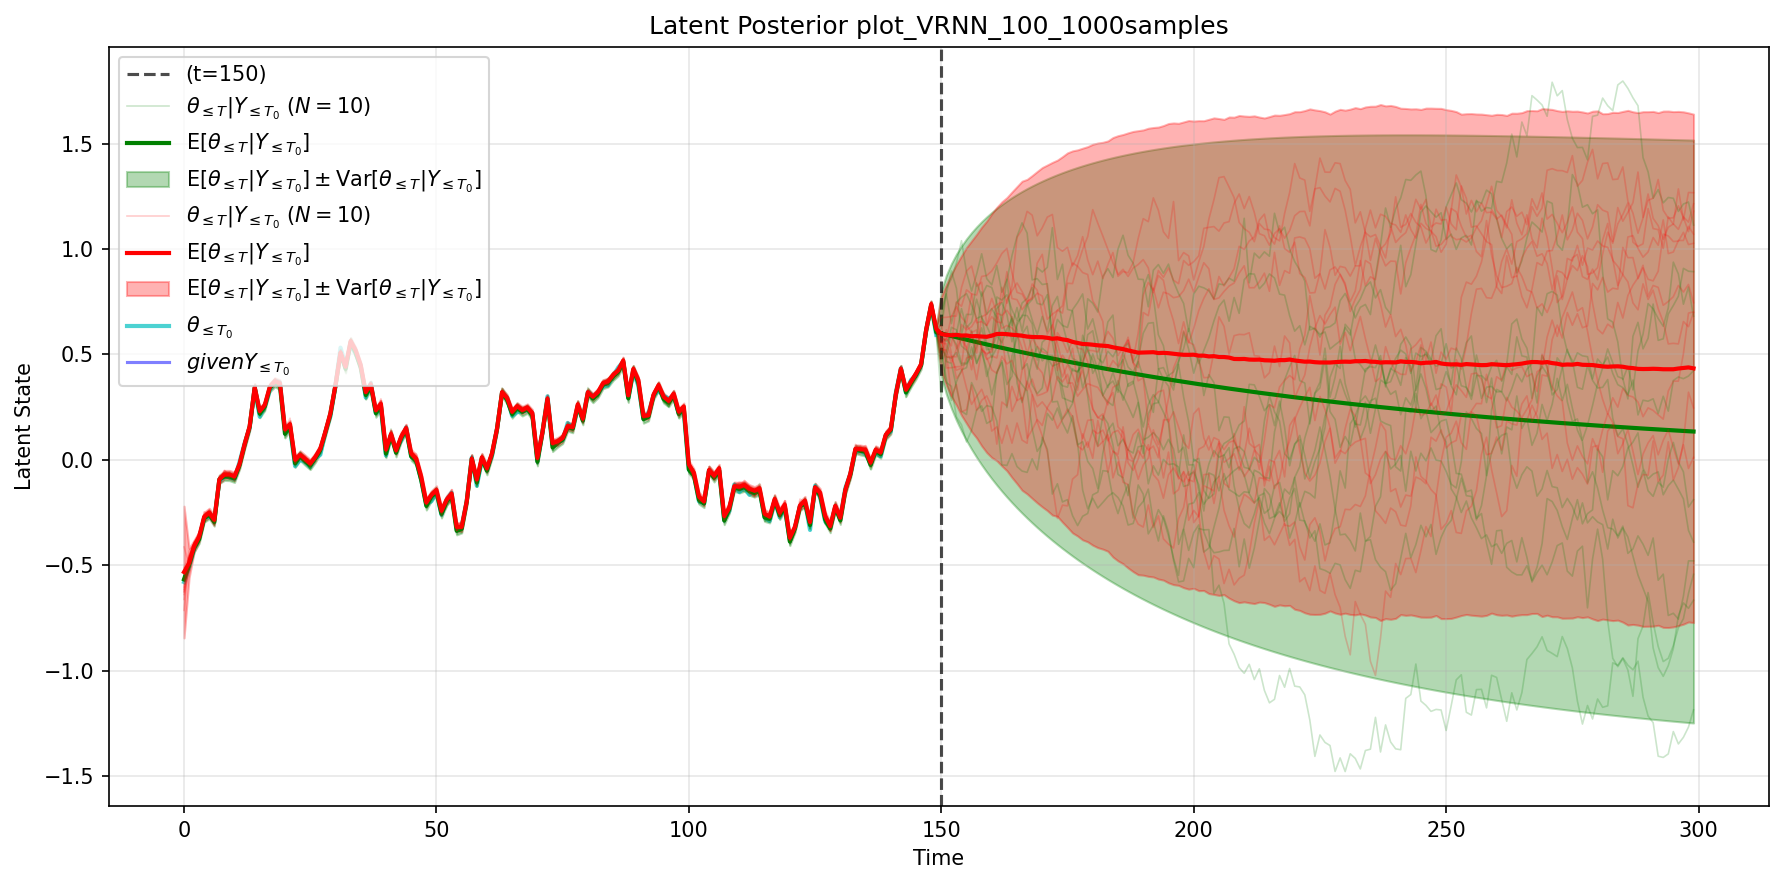 Latent Posterior plot_VRNN_100_1000samples
(t=150)
θ≤T|Y≤T₀ (N = 10)
E[θ≤T|Y≤T₀]
E[θ≤T|Y≤T₀] ± Var[θ≤T|Y≤T₀]
θ≤T|Y≤T₀ (N = 10)
E[θ≤T|Y≤T₀]
E[θ≤T|Y≤T₀] ± Var[θ≤T|Y≤T₀]
θ≤T₀
givenY≤T₀
Latent State
1.5
1.0
0.5
0.0
−0.5
−1.0
−1.5
0 50 100 150 200 250 300
Time